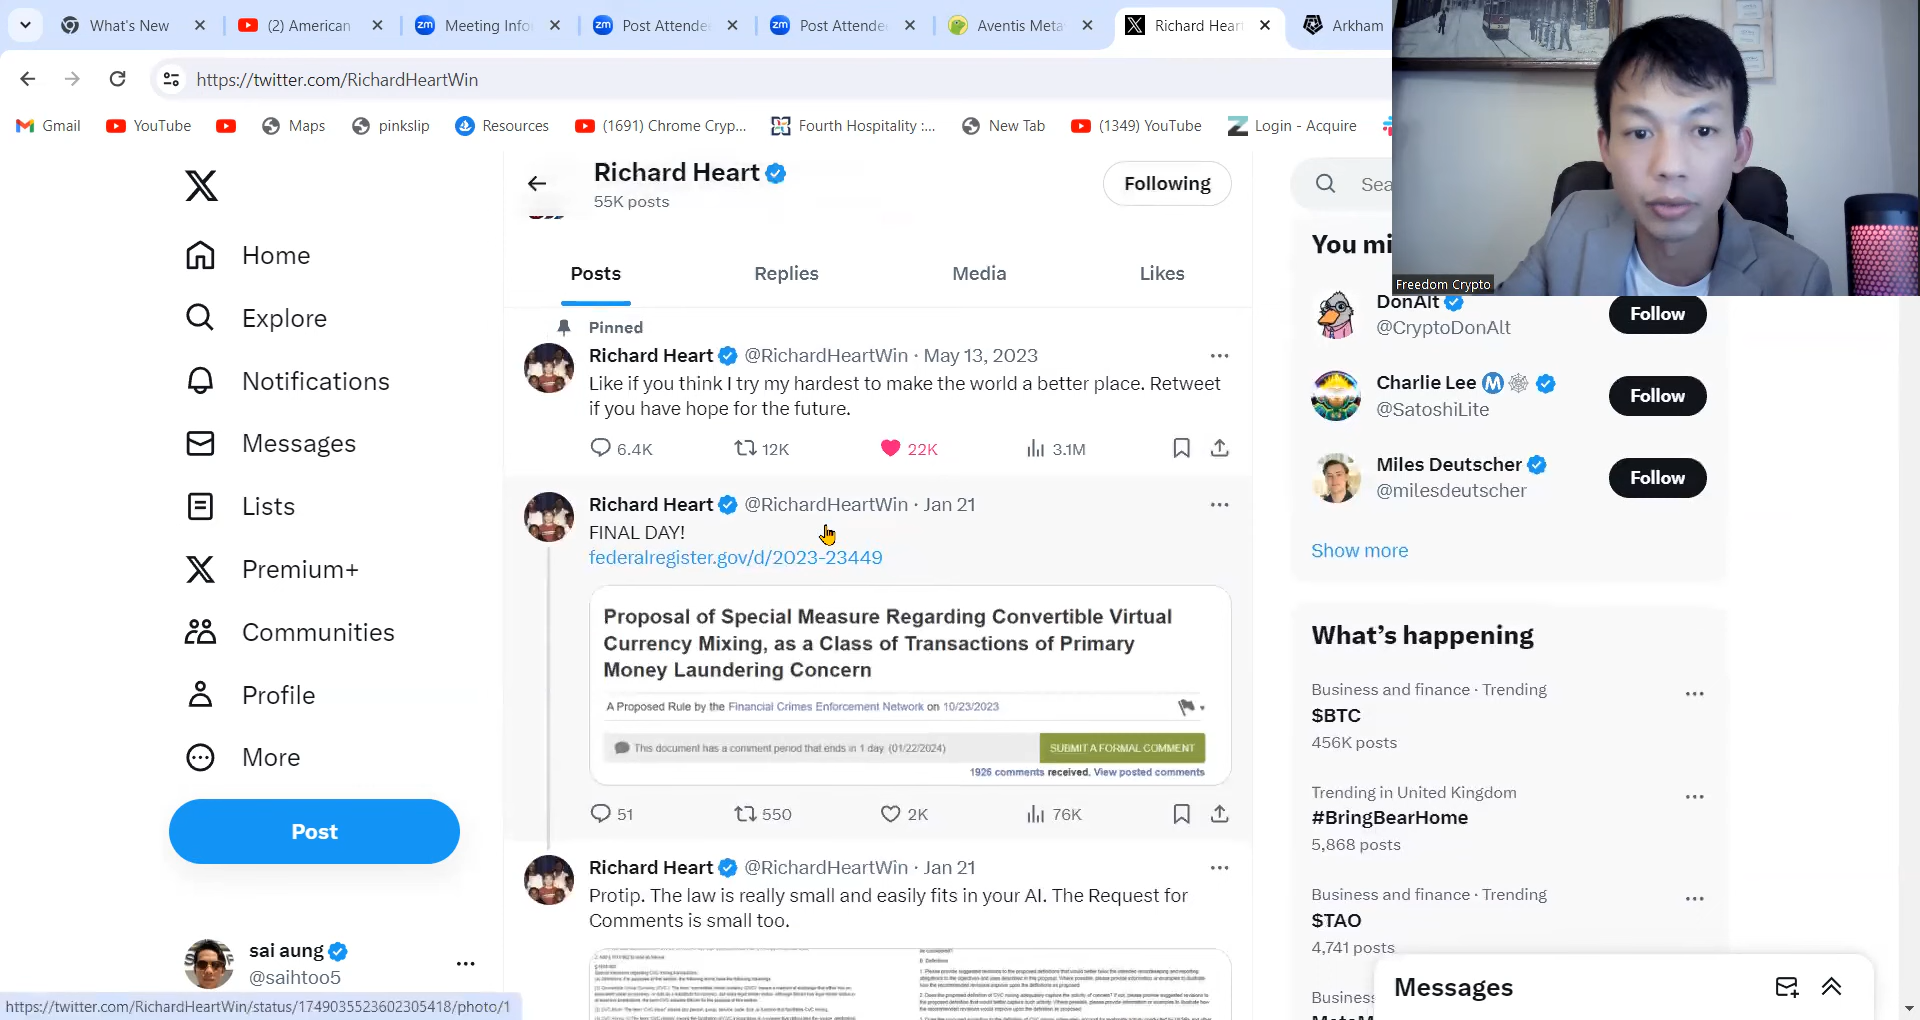 What's New
(2) American
Meeting Info
Post Attendee
Post Attendee
Aventis Meta
Richard Heart
Arkham
https://twitter.com/RichardHeartWin
Gmail
YouTube
Maps
pinkslip
Resources
(1691) Chrome Cryp...
Fourth Hospitality :...
New Tab
(1349) YouTube
Login - Acquire
Freedom Crypto
Home
Explore
Notifications
Messages
Lists
Premium+
Communities
Profile
More
Post
sai aung
@saihtoo5
https://twitter.com/RichardHeartWin/status/1749035523602305418/photo/1
Richard Heart
55K posts
Following
Posts
Replies
Media
Likes
Pinned
Richard Heart @RichardHeartWin · May 13, 2023
Like if you think I try my hardest to make the world a better place. Retweet
if you have hope for the future.
6.4K
12K
22K
3.1M
Richard Heart @RichardHeartWin · Jan 21
FINAL DAY!
federalregister.gov/d/2023-23449
Proposal of Special Measure Regarding Convertible Virtual
Currency Mixing, as a Class of Transactions of Primary
Money Laundering Concern
A Proposed Rule by the Financial Crimes Enforcement Network on 10/23/2023
This document has a comment period that ends in 1 day. (01/22/2024)
SUBMIT A FORMAL COMMENT
1926 comments received. View posted comments
51
550
2K
76K
Richard Heart @RichardHeartWin · Jan 21
Protip. The law is really small and easily fits in your AI. The Request for
Comments is small too.
Sea
You mi
DonAlt
@CryptoDonAlt
Follow
Charlie Lee
@SatoshiLite
Follow
Miles Deutscher
@milesdeutscher
Follow
Show more
What's happening
Business and finance · Trending
$BTC
456K posts
Trending in United Kingdom
#BringBearHome
5,868 posts
Business and finance · Trending
$TAO
4,741 posts
Busines
Messages